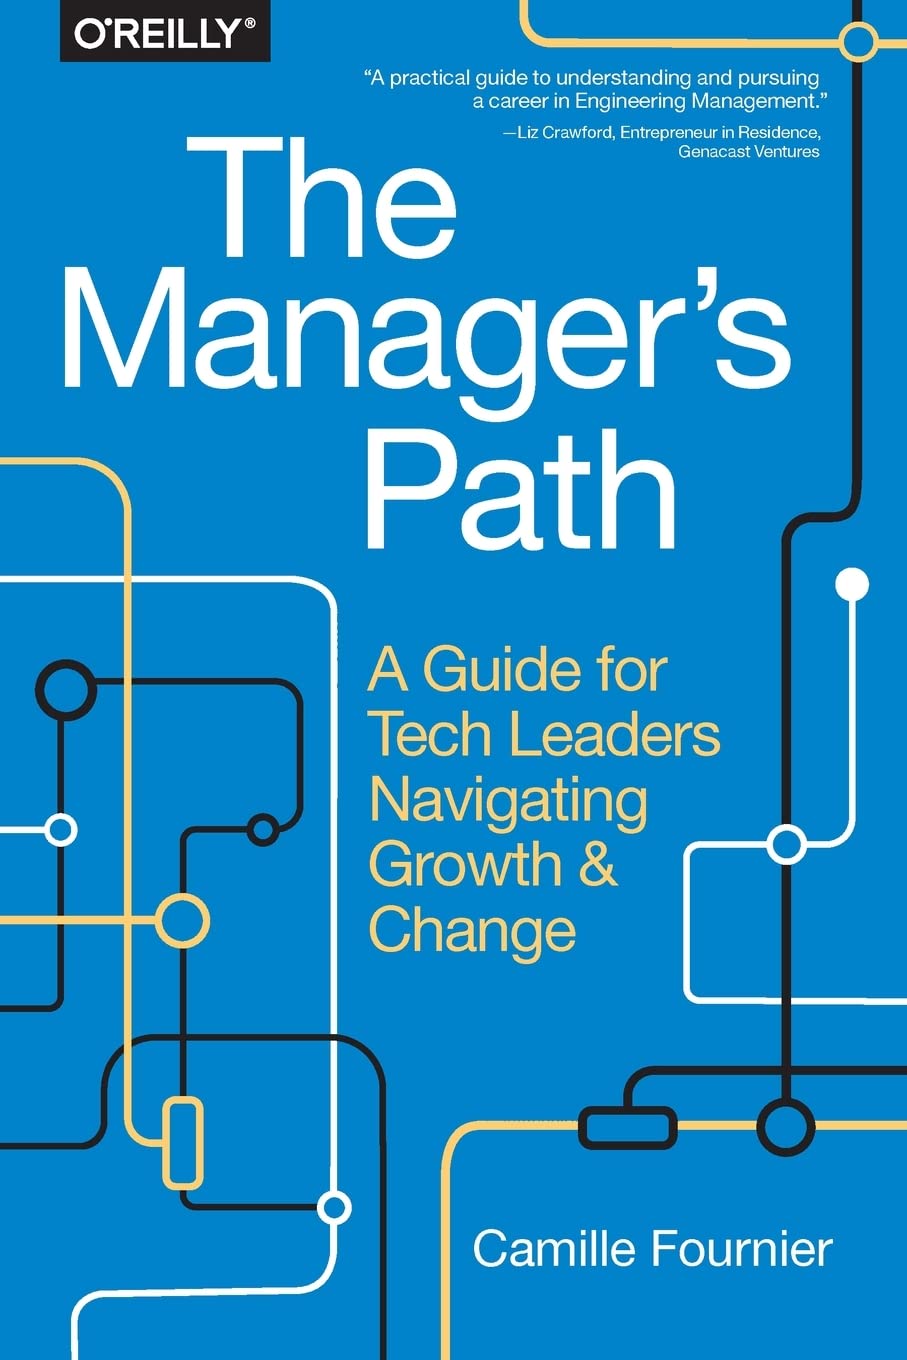 O'REILLY®
“A practical guide to understanding and pursuing
a career in Engineering Management.”
—Liz Crawford, Entrepreneur in Residence,
Genacast Ventures
The
Manager’s
Path
A Guide for
Tech Leaders
Navigating
Growth &
Change
Camille Fournier